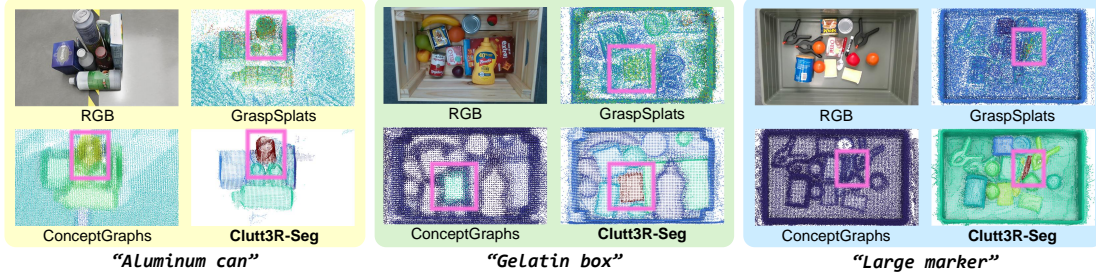 RGB
GraspSplats
ConceptGraphs
Clutt3R-Seg
“Aluminum can”
RGB
GraspSplats
ConceptGraphs
Clutt3R-Seg
“Gelatin box”
RGB
GraspSplats
ConceptGraphs
Clutt3R-Seg
“Large marker”